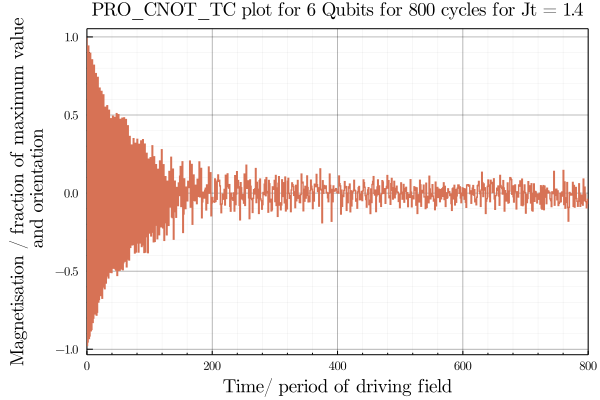 PRO_CNOT_TC plot for 6 Qubits for 800 cycles for Jt = 1.4
Magnetisation / fraction of maximum value
and orientation
1.0
0.5
0.0
−0.5
−1.0
0 200 400 600 800
Time/ period of driving field